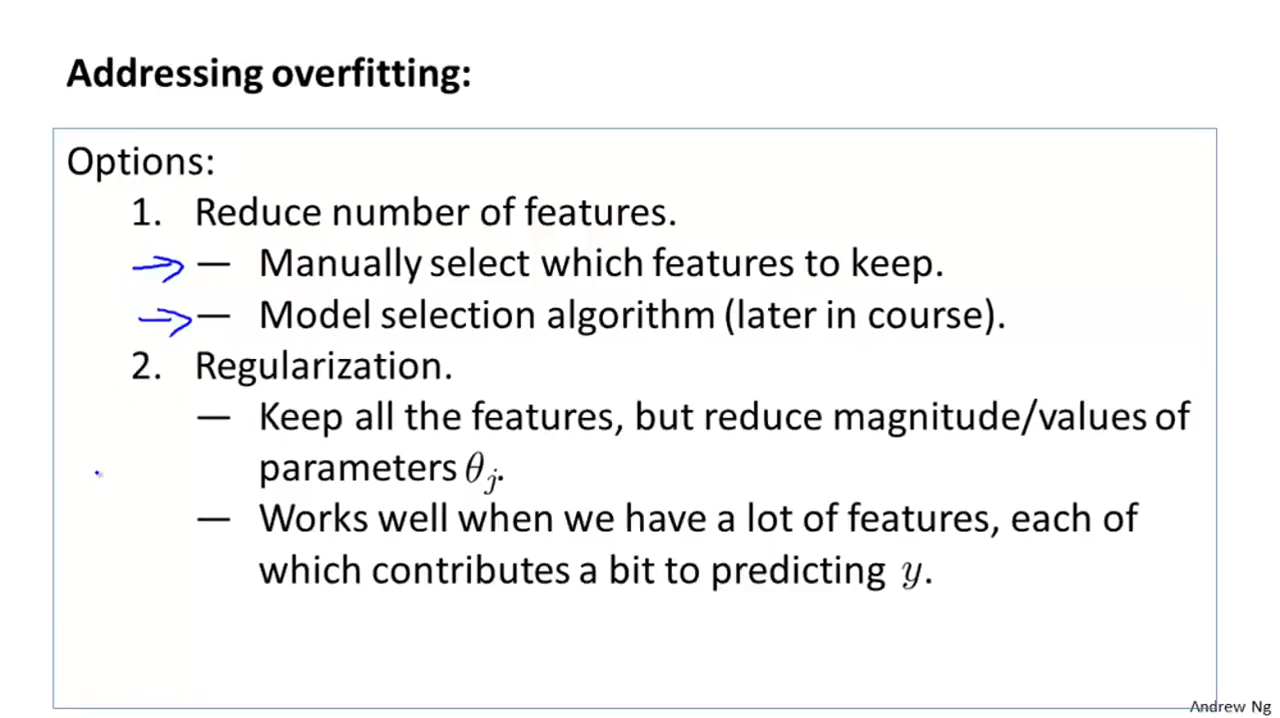 Addressing overfitting:
Options:
1. Reduce number of features.
— Manually select which features to keep.
— Model selection algorithm (later in course).
2. Regularization.
— Keep all the features, but reduce magnitude/values of
parameters θⱼ.
— Works well when we have a lot of features, each of
which contributes a bit to predicting y.
Andrew Ng